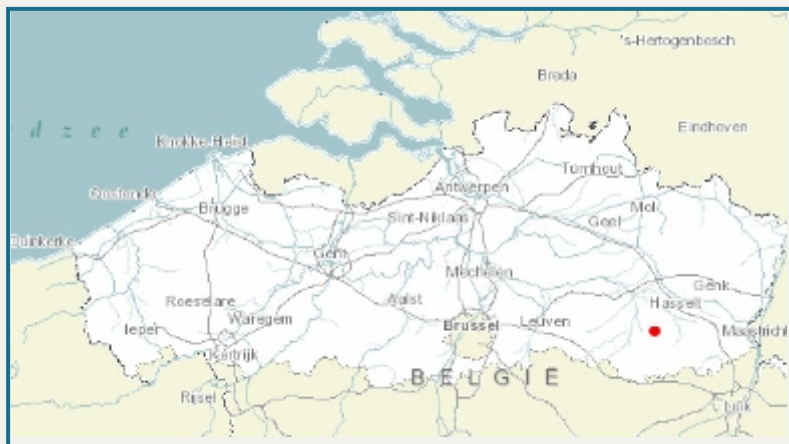 's-Hertogenbosch
Breda
Eindhoven
d z e e
Knokke-Heist
Turnhout
Antwerpen
Oostende
Brugge
Sint-Niklaas
Geel
Mol
Duinkerke
Gent
Mechelen
Genk
Roeselare
Aalst
Hasselt
Ieper
Waregem
Brussel
Leuven
Maastricht
Kortrijk
BELGIË
Rijsel
Luik